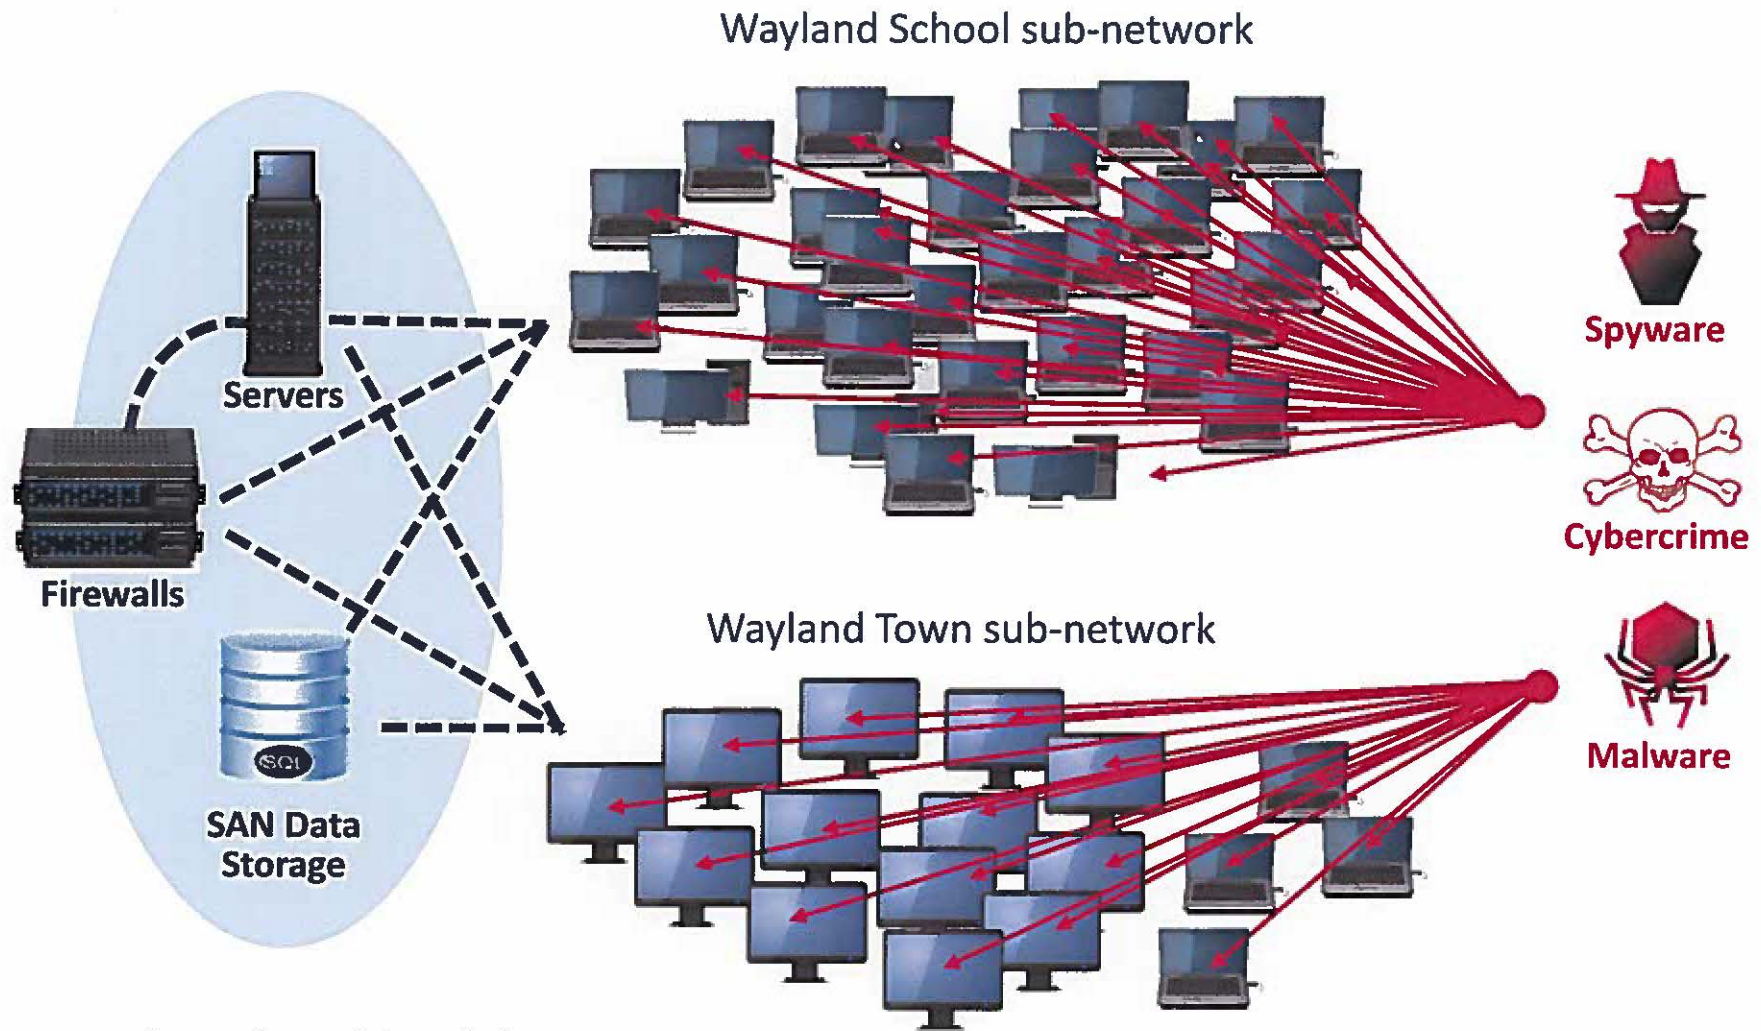 Wayland School sub-network
Servers
Firewalls
SQL
SAN Data
Storage
Spyware
Cybercrime
Wayland Town sub-network
Malware